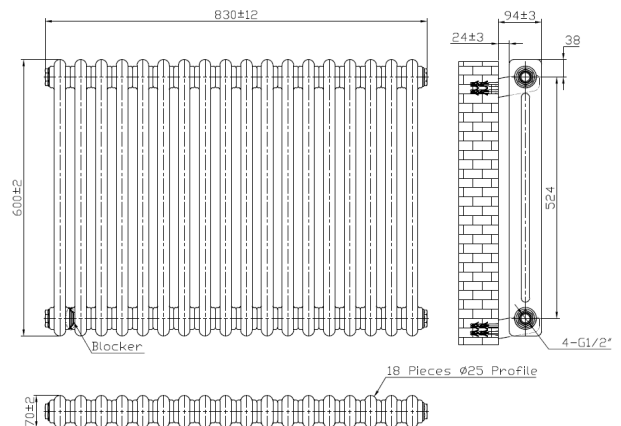 830±12
94±3
24±3
38
600±2
524
Blocker
4-G1/2"
18 Pieces Ø25 Profile
70±2